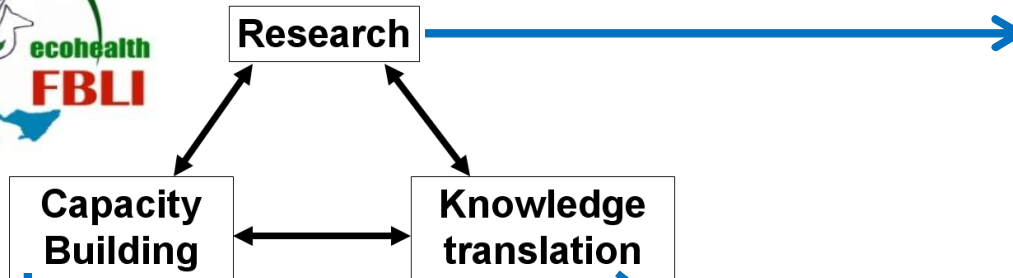 ecohealth
FBLI
Research
Capacity
Building
Knowledge
translation